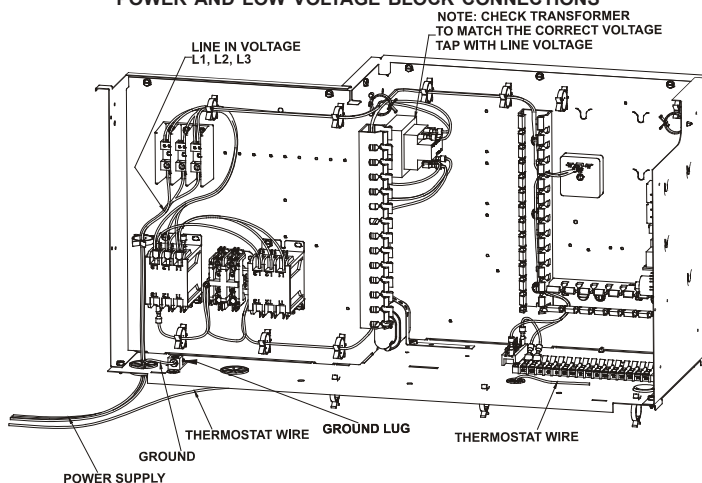 POWER AND LOW VOLTAGE BLOCK CONNECTIONS
NOTE: CHECK TRANSFORMER
TO MATCH THE CORRECT VOLTAGE
TAP WITH LINE VOLTAGE
LINE IN VOLTAGE
L1, L2, L3
THERMOSTAT WIRE
GROUND LUG
THERMOSTAT WIRE
GROUND
POWER SUPPLY